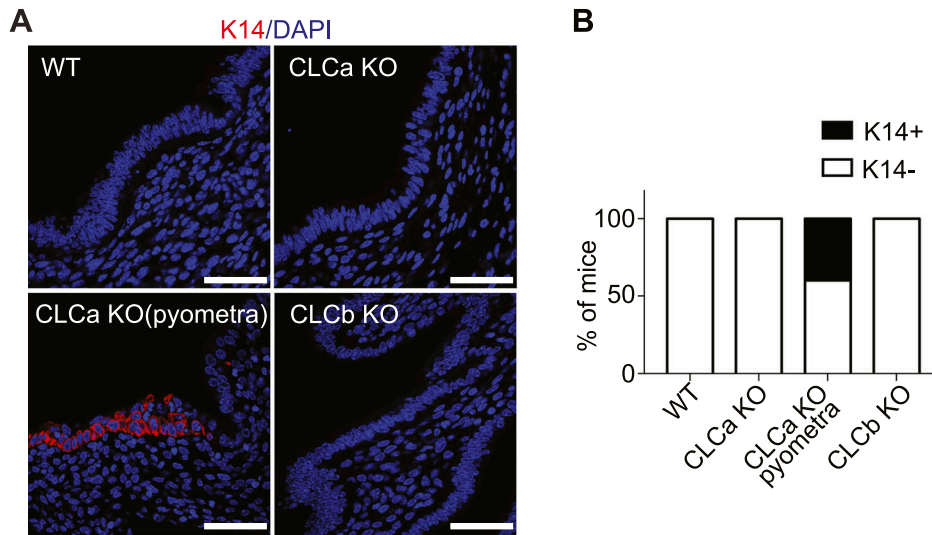 A
K14/DAPI
WT
CLCa KO
CLCa KO(pyometra)
CLCb KO
B
K14+
K14-
% of mice
100
50
0
WT
CLCa KO
CLCa KO
pyometra
CLCb KO